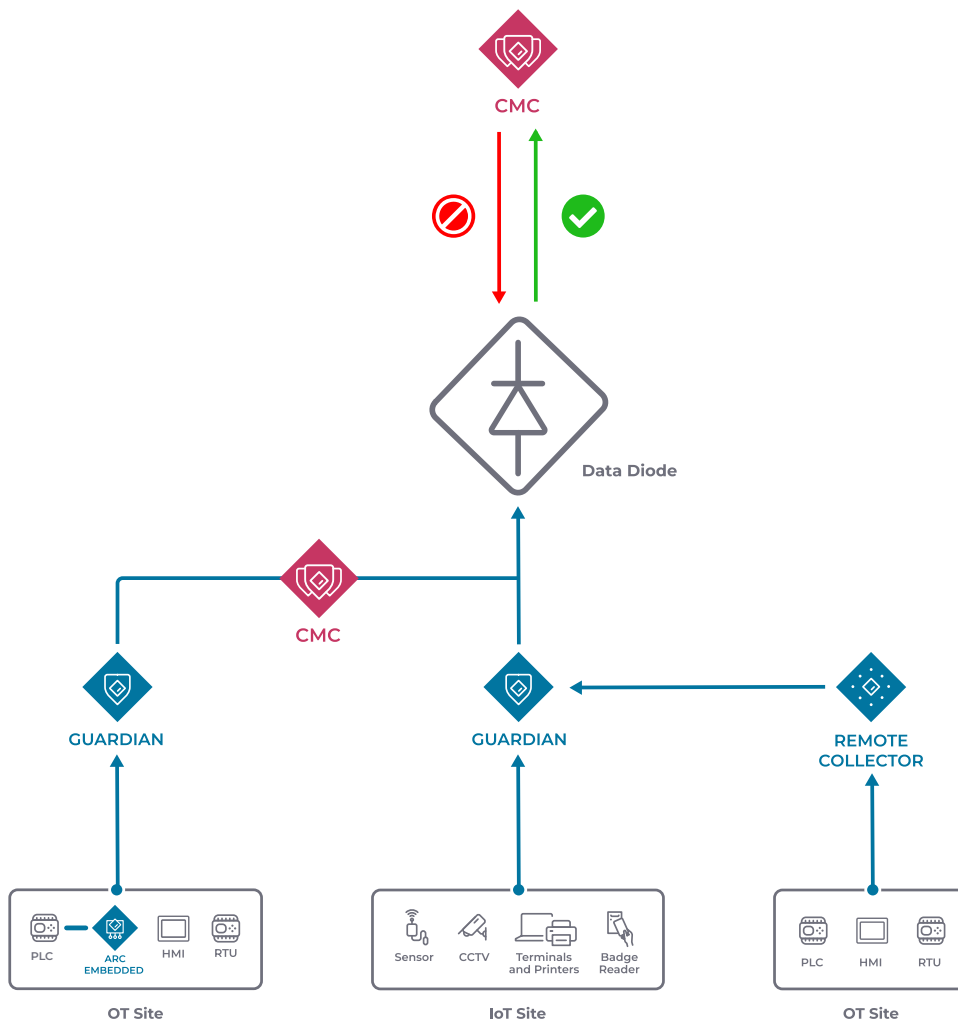 CMC
Data Diode
CMC
GUARDIAN
GUARDIAN
REMOTE
COLLECTOR
PLC
ARC
EMBEDDED
HMI
RTU
Sensor
CCTV
Terminals
and Printers
Badge
Reader
PLC
HMI
RTU
OT Site
IoT Site
OT Site